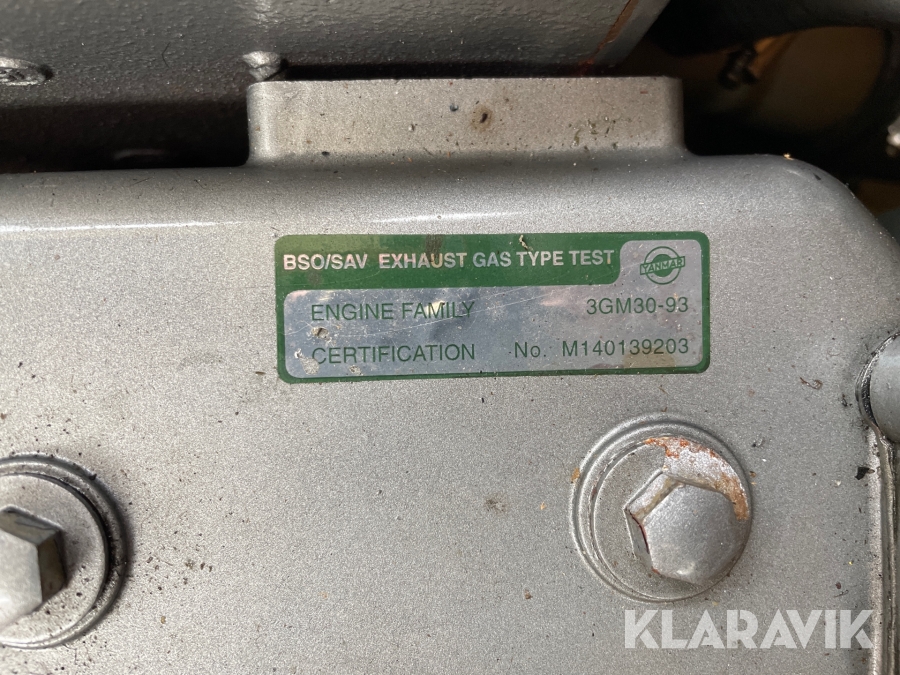 BSO/SAV EXHAUST GAS TYPE TEST
YANMAR
ENGINE FAMILY 3GM30-93
CERTIFICATION No. M140139203
KLARAVIK